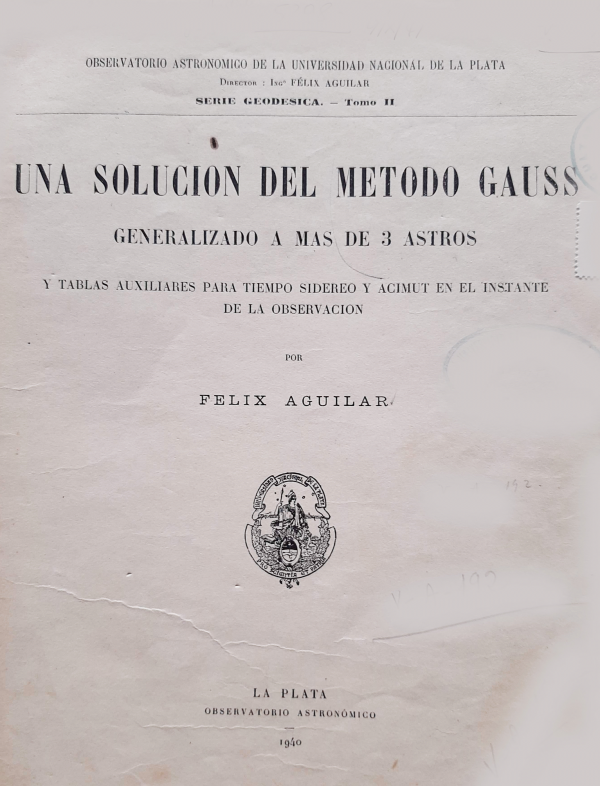 OBSERVATORIO ASTRONOMICO DE LA UNIVERSIDAD NACIONAL DE LA PLATA
DIRECTOR : INGº FÉLIX AGUILAR
SERIE GEODESICA. — TOMO II
UNA SOLUCION DEL METODO GAUSS
GENERALIZADO A MAS DE 3 ASTROS
Y TABLAS AUXILIARES PARA TIEMPO SIDEREO Y ACIMUT EN EL INSTANTE
DE LA OBSERVACION
POR
FELIX AGUILAR
LA PLATA
OBSERVATORIO ASTRONÓMICO
1940